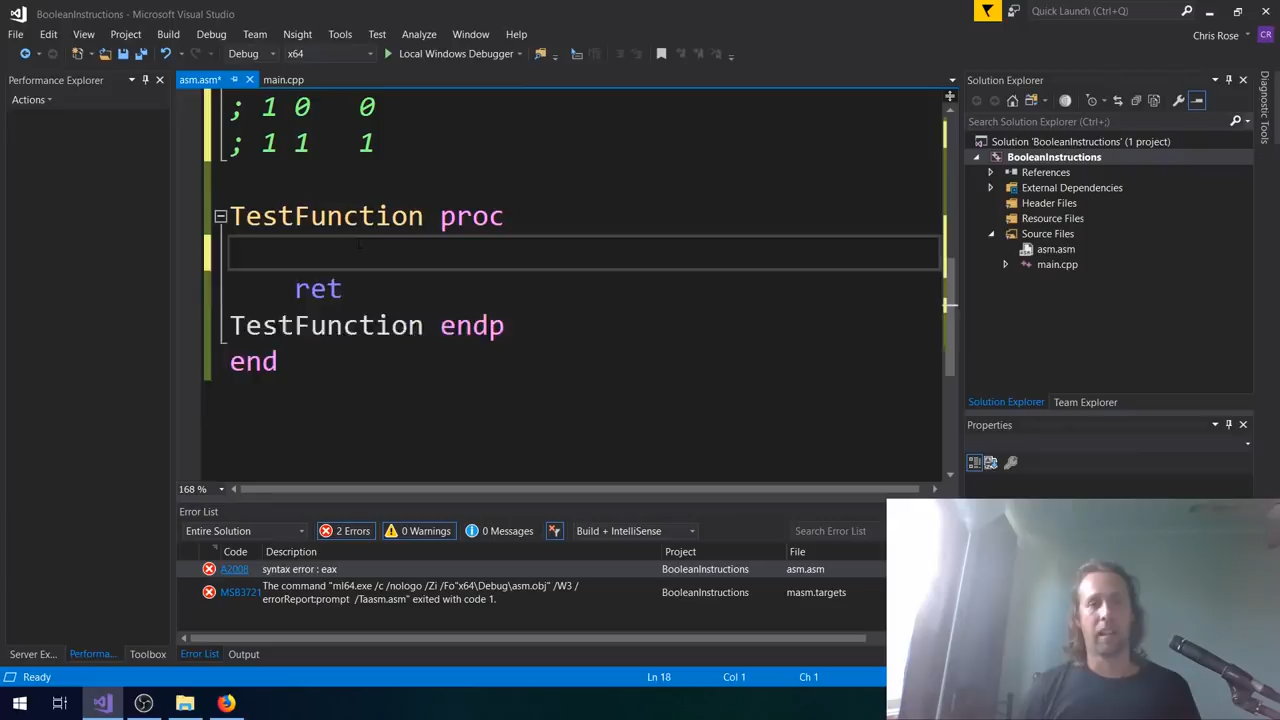 BooleanInstructions - Microsoft Visual Studio
Quick Launch (Ctrl+Q)
File Edit View Project Build Debug Team Insights Tools Test Analyze Window Help
Chris Rose CR
Debug x64 Local Windows Debugger
Performance Explorer
asm.asm* main.cpp
Solution Explorer
Diagnostic Tools
Actions
; 1 0 0
; 1 1 1
TestFunction proc
ret
TestFunction endp
end
Search Solution Explorer (Ctrl+;)
Solution 'BooleanInstructions' (1 project)
BooleanInstructions
References
External Dependencies
Header Files
Resource Files
Source Files
asm.asm
main.cpp
Solution Explorer Team Explorer
Properties
168 %
Error List
Entire Solution 2 Errors 0 Warnings 0 Messages Build + IntelliSense Search Error List
Code Description Project File
A2008 syntax error : eax BooleanInstructions asm.asm
MSB3721 The command "ml64.exe /c /nologo /Zi /Fo"x64\Debug\asm.obj" /W3 / BooleanInstructions masm.targets
errorReport:prompt /Taasm.asm" exited with code 1.
Server Ex... Performa... Toolbox Error List Output
Ready Ln 18 Col 1 Ch 1